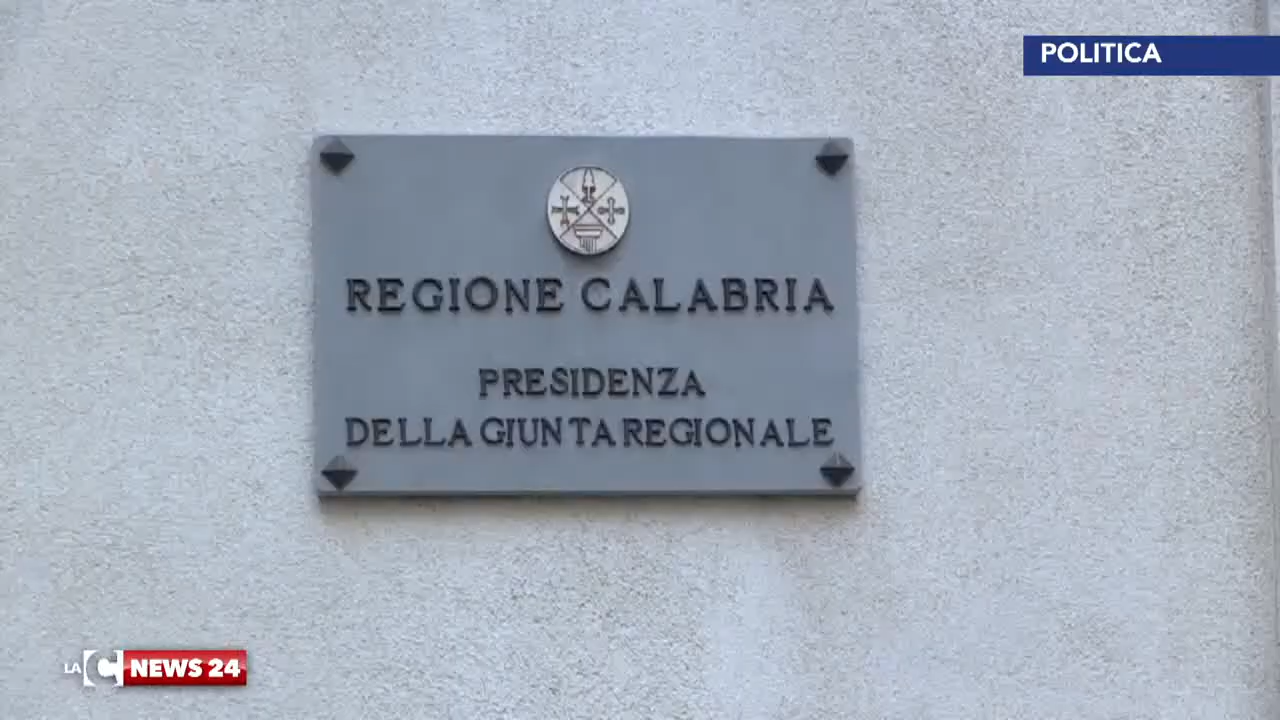 POLITICA
REGIONE CALABRIA
PRESIDENZA
DELLA GIUNTA REGIONALE
LA C NEWS 24